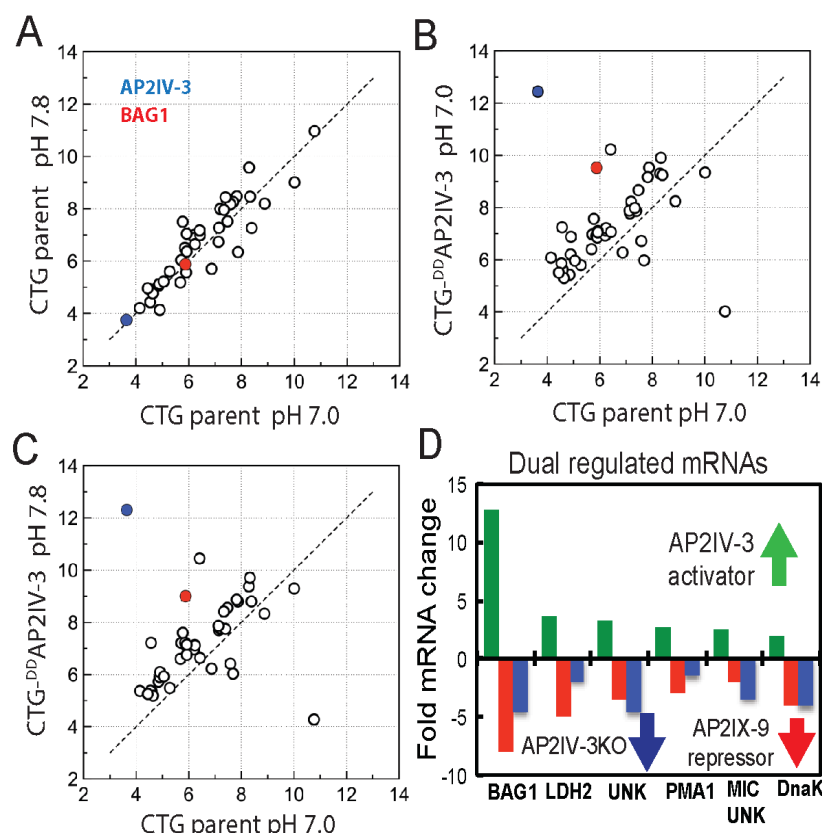 A
14
12
10
8
6
4
2
2 4 6 8 10 12 14
CTG parent pH 7.8
CTG parent pH 7.0
AP2IV-3
BAG1
B
14
12
10
8
6
4
2
2 4 6 8 10 12 14
CTG-DDAP2IV-3 pH 7.0
CTG parent pH 7.0
C
14
12
10
8
6
4
2
2 4 6 8 10 12 14
CTG-DDAP2IV-3 pH 7.8
CTG parent pH 7.0
D
Dual regulated mRNAs
15
10
5
0
-5
-10
Fold mRNA change
AP2IV-3
activator
AP2IV-3KO
AP2IX-9
repressor
BAG1 LDH2 UNK PMA1 MIC DnaK
UNK